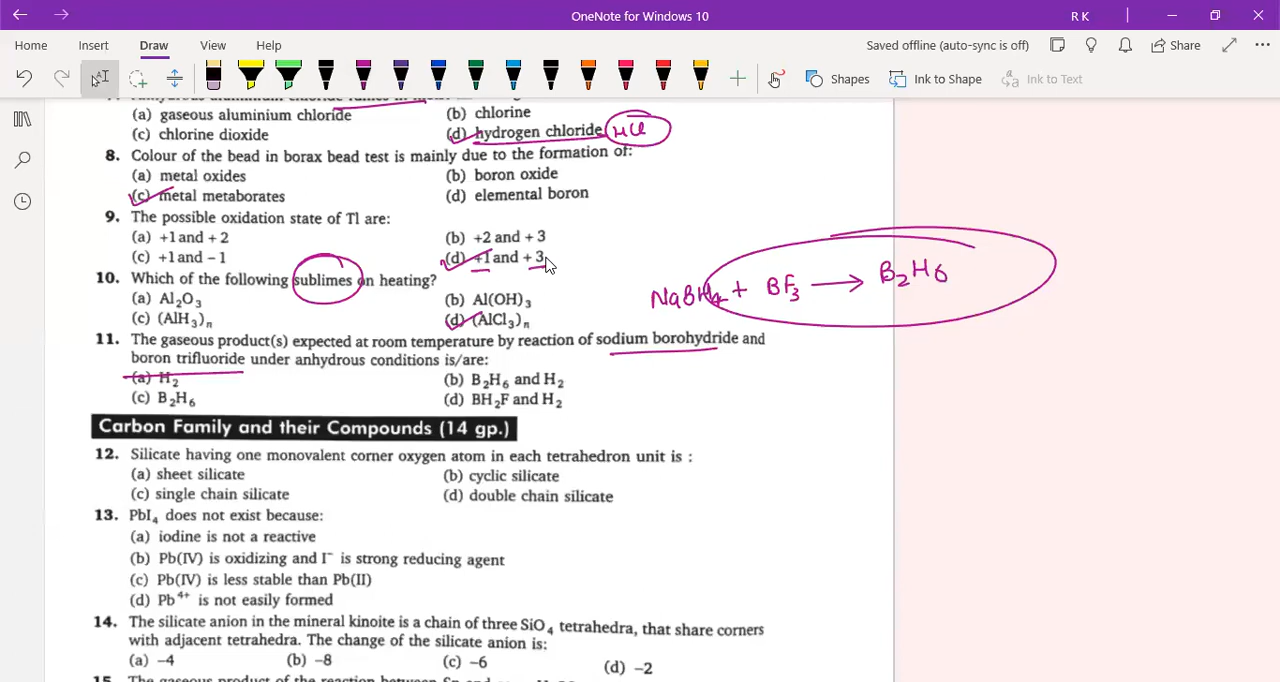 OneNote for Windows 10
R K
Home Insert Draw View Help
Saved offline (auto-sync is off)
Share
Shapes
Ink to Shape
Ink to Text
(a) gaseous aluminium chloride (b) chlorine
(c) chlorine dioxide (d) hydrogen chloride HCl
8. Colour of the bead in borax bead test is mainly due to the formation of:
(a) metal oxides (b) boron oxide
(c) metal metaborates (d) elemental boron
9. The possible oxidation state of Tl are:
(a) +1 and + 2 (b) +2 and + 3
(c) +1 and − 1 (d) +1 and + 3
10. Which of the following sublimes on heating?
(a) Al₂O₃ (b) Al(OH)₃
(c) (AlH₃)ₙ (d) (AlCl₃)ₙ
NaBH₄ + BF₃ → B₂H₆
11. The gaseous product(s) expected at room temperature by reaction of sodium borohydride and
boron trifluoride under anhydrous conditions is/are:
(a) H₂ (b) B₂H₆ and H₂
(c) B₂H₆ (d) BH₂F and H₂
Carbon Family and their Compounds (14 gp.)
12. Silicate having one monovalent corner oxygen atom in each tetrahedron unit is :
(a) sheet silicate (b) cyclic silicate
(c) single chain silicate (d) double chain silicate
13. PbI₄ does not exist because:
(a) iodine is not a reactive
(b) Pb(IV) is oxidizing and I⁻ is strong reducing agent
(c) Pb(IV) is less stable than Pb(II)
(d) Pb⁴⁺ is not easily formed
14. The silicate anion in the mineral kinoite is a chain of three SiO₄ tetrahedra, that share corners
with adjacent tetrahedra. The change of the silicate anion is:
(a) −4 (b) −8 (c) −6 (d) −2